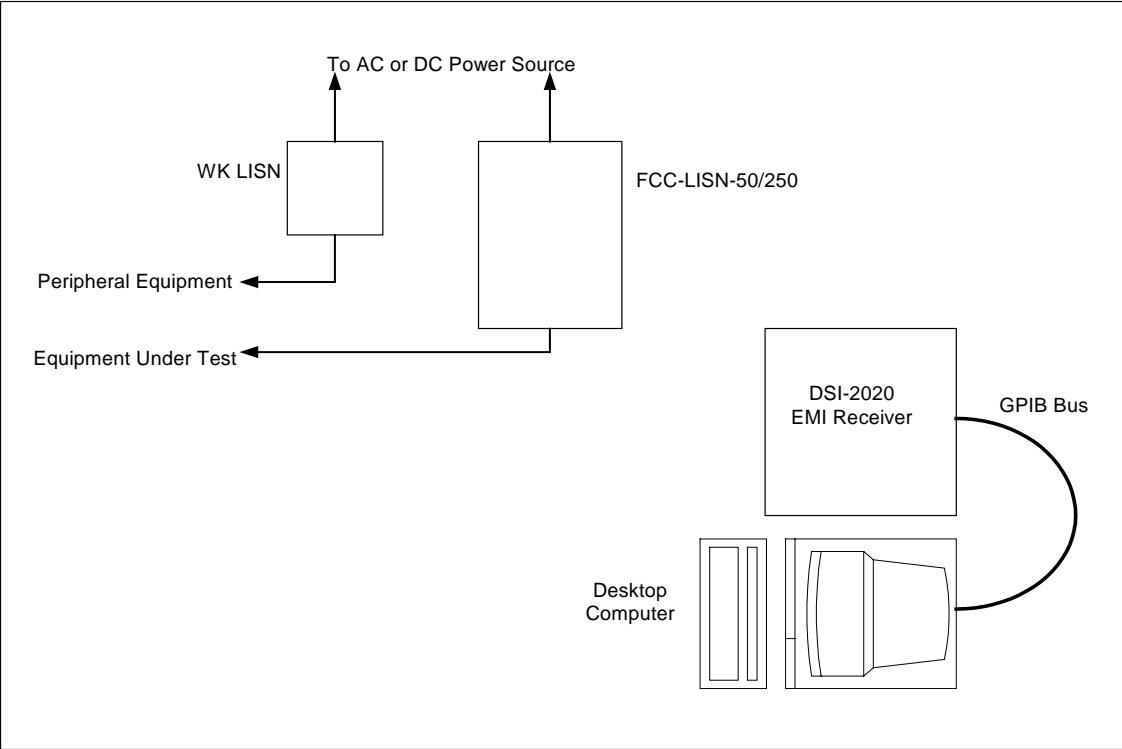 To AC or DC Power Source
WK LISN
FCC-LISN-50/250
Peripheral Equipment
Equipment Under Test
DSI-2020
EMI Receiver
GPIB Bus
Desktop
Computer